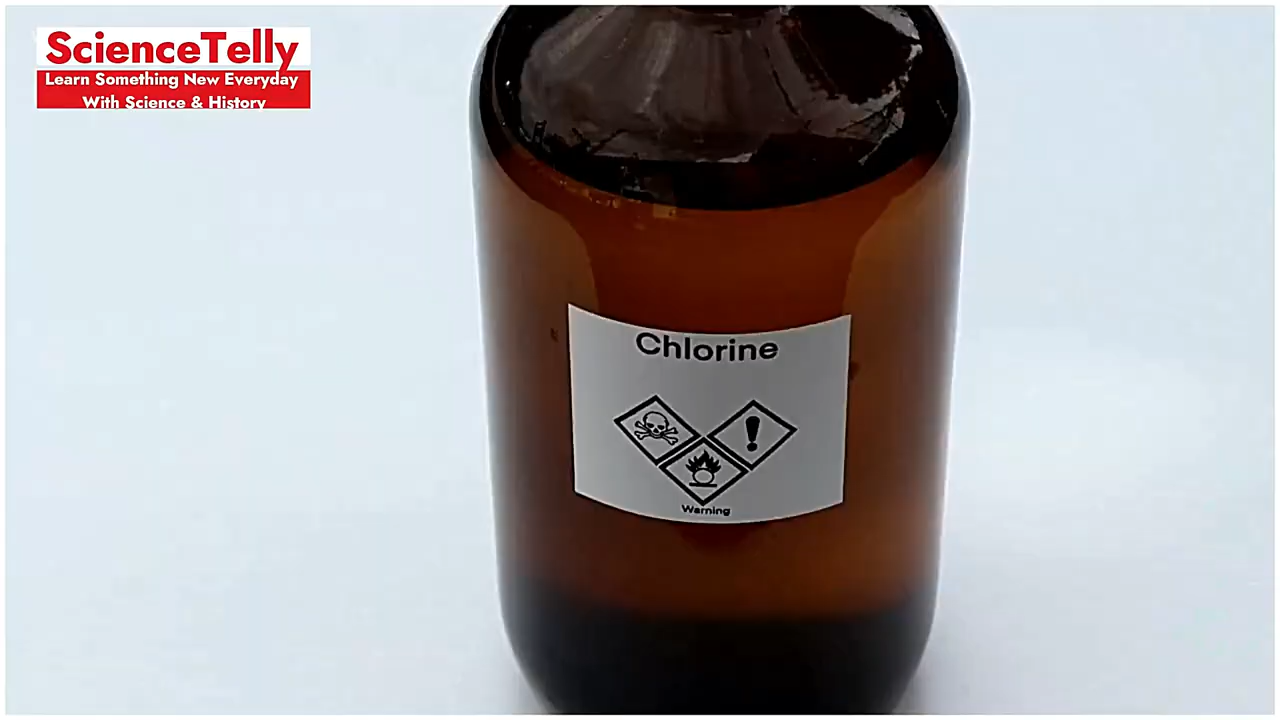 ScienceTelly
Learn Something New Everyday
With Science & History
Chlorine
Warning